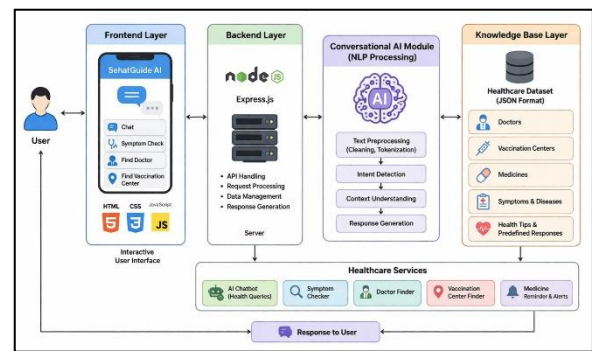 Frontend Layer
SehatGuide AI
Chat
Symptom Check
Find Doctor
Find Vaccination
Center
HTML
CSS
JavaScript
5
3
JS
Interactive
User Interface
User
Backend Layer
node JS
Express.js
• API Handling
• Request Processing
• Data Management
• Response Generation
Server
Conversational AI Module
(NLP Processing)
AI
Text Preprocessing
(Cleaning, Tokenization)
Intent Detection
Context Understanding
Response Generation
Knowledge Base Layer
Healthcare Dataset
(JSON Format)
Doctors
Vaccination Centers
Medicines
Symptoms & Diseases
Health Tips &
Predefined Responses
Healthcare Services
AI Chatbot
(Health Queries)
Symptom
Checker
Doctor
Finder
Vaccination
Center Finder
Medicine
Reminder & Alerts
Response to User